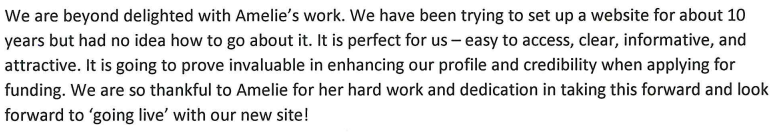 We are beyond delighted with Amelie’s work. We have been trying to set up a website for about 10
years but had no idea how to go about it. It is perfect for us – easy to access, clear, informative, and
attractive. It is going to prove invaluable in enhancing our profile and credibility when applying for
funding. We are so thankful to Amelie for her hard work and dedication in taking this forward and look
forward to ‘going live’ with our new site!